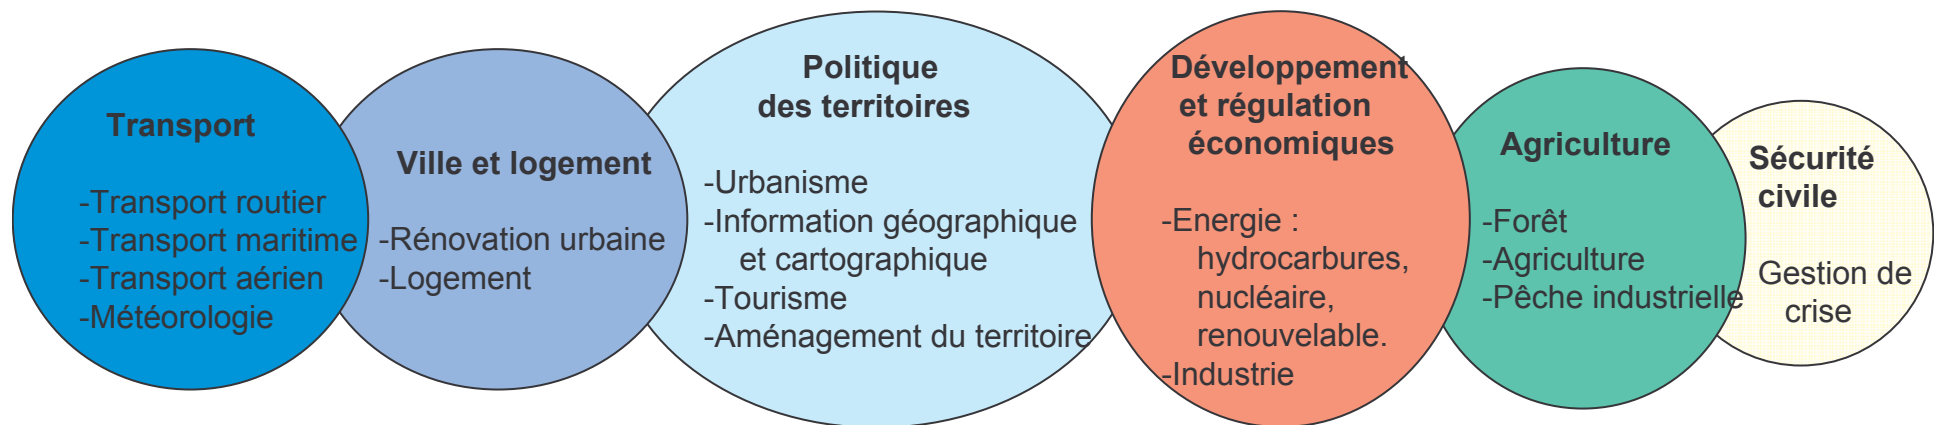 Transport
-Transport routier
-Transport maritime
-Transport aérien
-Météorologie
Ville et logement
-Rénovation urbaine
-Logement
Politique
des territoires
-Urbanisme
-Information géographique
et cartographique
-Tourisme
-Aménagement du territoire
Développement
et régulation
économiques
-Energie :
hydrocarbures,
nucléaire,
renouvelable.
-Industrie
Agriculture
-Forêt
-Agriculture
-Pêche industrielle
Sécurité
civile
Gestion de
crise